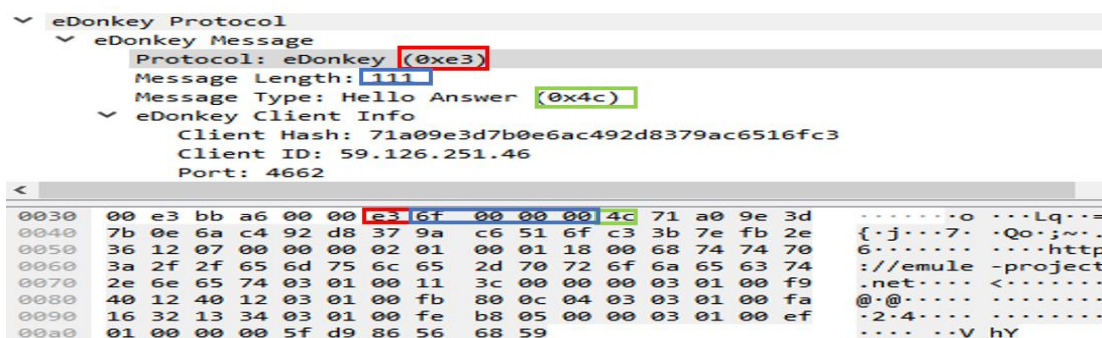 eDonkey Protocol
eDonkey Message
Protocol: eDonkey (0xe3)
Message Length: 111
Message Type: Hello Answer (0x4c)
eDonkey Client Info
Client Hash: 71a09e3d7b0e6ac492d8379ac6516fc3
Client ID: 59.126.251.46
Port: 4662
0030 00 e3 bb a6 00 00 e3 6f 00 00 00 4c 71 a0 9e 3d ·······o ···Lq··=
0040 7b 0e 6a c4 92 d8 37 9a c6 51 6f c3 3b 7e fb 2e {·j···7· ·Qo·;~·.
0050 36 12 07 00 00 00 02 01 00 01 18 00 68 74 74 70 6······· ····http
0060 3a 2f 2f 65 6d 75 6c 65 2d 70 72 6f 6a 65 63 74 ://emule -project
0070 2e 6e 65 74 03 01 00 11 3c 00 00 00 03 01 00 f9 .net···· <·······
0080 40 12 40 12 03 01 00 fb 80 0c 04 03 03 01 00 fa @·@····· ········
0090 16 32 13 34 03 01 00 fe b8 05 00 00 03 01 00 ef ·2·4···· ········
00a0 01 00 00 00 5f d9 86 56 68 59 ···· ··V hY